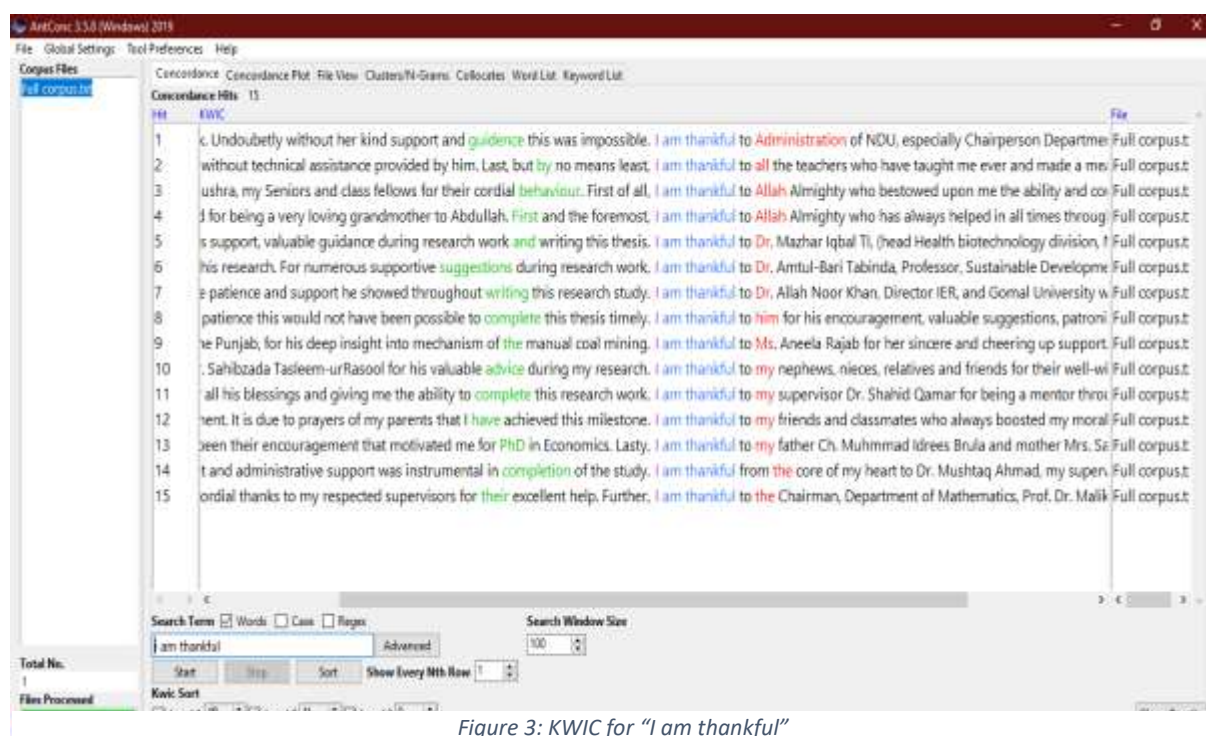 AntConc 3.5.8 (Windows) 2019
File Global Settings Tool Preferences Help
Corpus Files
Full corpus.txt
Concordance Concordance Plot File View Clusters/N-Grams Collocates Word List Keyword List
Concordance Hits 15
Hit KWIC File
1 k. Undoubetly without her kind support and guidence this was impossible. I am thankful to Administration of NDU, especially Chairperson Departmen Full corpus.t
2 without technical assistance provided by him. Last, but by no means least, I am thankful to all the teachers who have taught me ever and made a mea Full corpus.t
3 ushra, my Seniors and class fellows for their cordial behaviour. First of all, I am thankful to Allah Almighty who bestowed upon me the ability and cou Full corpus.t
4 d for being a very loving grandmother to Abdullah. First and the foremost, I am thankful to Allah Almighty who has always helped in all times throug Full corpus.t
5 s support, valuable guidance during research work and writing this thesis. I am thankful to Dr. Mazhar Iqbal TI, (head Health biotechnology division, Full corpus.t
6 his research. For numerous supportive suggestions during research work, I am thankful to Dr. Amtul-Bari Tabinda, Professor, Sustainable Developme Full corpus.t
7 e patience and support he showed throughout writing this research study. I am thankful to Dr. Allah Noor Khan, Director IER, and Gomal University w Full corpus.t
8 patience this would not have been possible to complete this thesis timely. I am thankful to him for his encouragement, valuable suggestions, patroni Full corpus.t
9 he Punjab, for his deep insight into mechanism of the manual coal mining. I am thankful to Ms. Aneela Rajab for her sincere and cheering up support. Full corpus.t
10 . Sahibzada Tasleem-urRasool for his valuable advice during my research. I am thankful to my nephews, nieces, relatives and friends for their well-wi Full corpus.t
11 all his blessings and giving me the ability to complete this research work. I am thankful to my supervisor Dr. Shahid Qamar for being a mentor throu Full corpus.t
12 nent. It is due to prayers of my parents that I have achieved this milestone. I am thankful to my friends and classmates who always boosted my moral Full corpus.t
13 been their encouragement that motivated me for PhD in Economics. Lasty, I am thankful to my father Ch. Muhmmad Idrees Brula and mother Mrs. Sa Full corpus.t
14 t and administrative support was instrumental in completion of the study. I am thankful from the core of my heart to Dr. Mushtaq Ahmad, my superv Full corpus.t
15 ordial thanks to my respected supervisors for their excellent help. Further, I am thankful to the Chairman, Department of Mathematics, Prof. Dr. Malik Full corpus.t
Search Term Words Case Regex Search Window Size
I am thankful Advanced 100
Total No.
1
Start Stop Sort Show Every Nth Row 1
Files Processed
Kwic Sort
Figure 3: KWIC for “I am thankful”